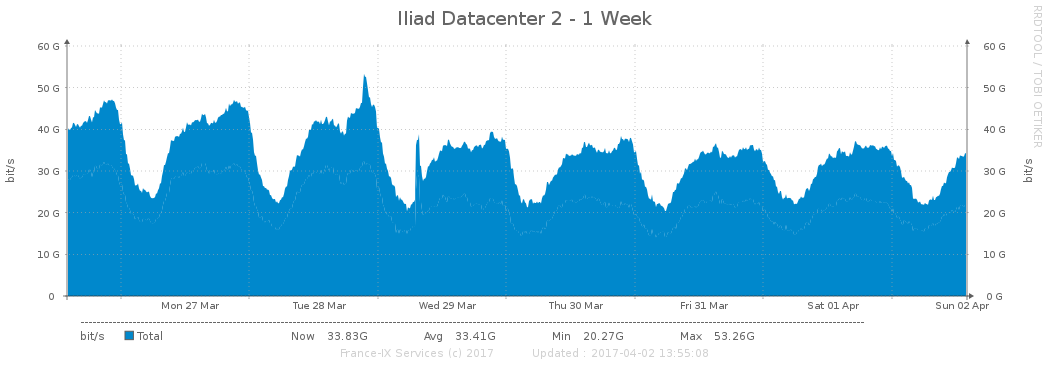 Iliad Datacenter 2 - 1 Week
RRDTOOL / TOBI OETIKER
bit/s
60 G 60 G
50 G 50 G
40 G 40 G
30 G 30 G
20 G 20 G
10 G 10 G
0 0 G
bit/s
Mon 27 Mar Tue 28 Mar Wed 29 Mar Thu 30 Mar Fri 31 Mar Sat 01 Apr Sun 02 Apr
bit/s Total Now 33.83G Avg 33.41G Min 20.27G Max 53.26G
France-IX Services (c) 2017 Updated : 2017-04-02 13:55:08